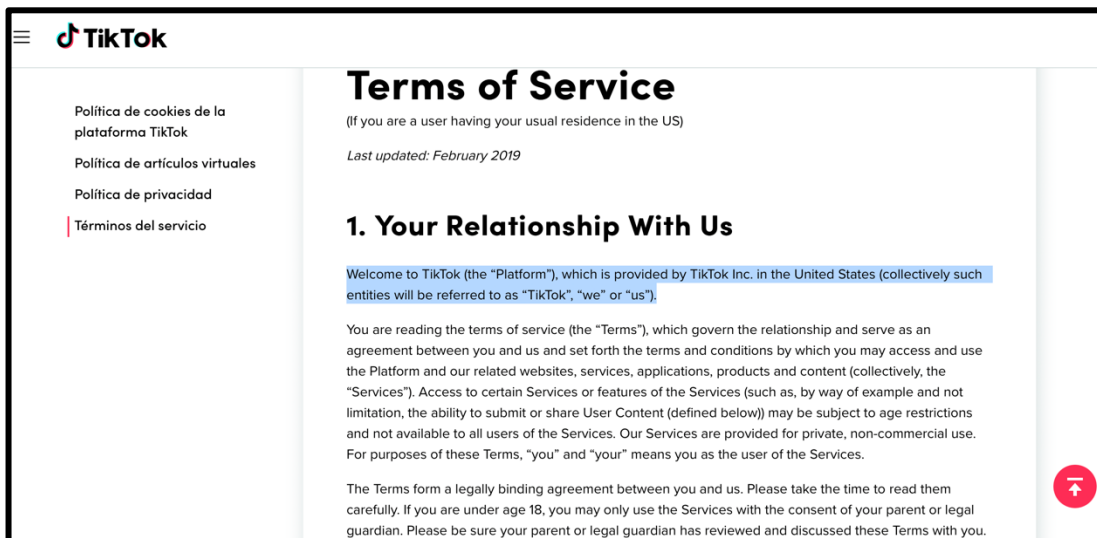 TikTok
Política de cookies de la
plataforma TikTok
Política de artículos virtuales
Política de privacidad
Términos del servicio
Terms of Service
(If you are a user having your usual residence in the US)
Last updated: February 2019
1. Your Relationship With Us
Welcome to TikTok (the “Platform”), which is provided by TikTok Inc. in the United States (collectively such
entities will be referred to as “TikTok”, “we” or “us”).
You are reading the terms of service (the “Terms”), which govern the relationship and serve as an
agreement between you and us and set forth the terms and conditions by which you may access and use
the Platform and our related websites, services, applications, products and content (collectively, the
“Services”). Access to certain Services or features of the Services (such as, by way of example and not
limitation, the ability to submit or share User Content (defined below)) may be subject to age restrictions
and not available to all users of the Services. Our Services are provided for private, non-commercial use.
For purposes of these Terms, “you” and “your” means you as the user of the Services.
The Terms form a legally binding agreement between you and us. Please take the time to read them
carefully. If you are under age 18, you may only use the Services with the consent of your parent or legal
guardian. Please be sure your parent or legal guardian has reviewed and discussed these Terms with you.